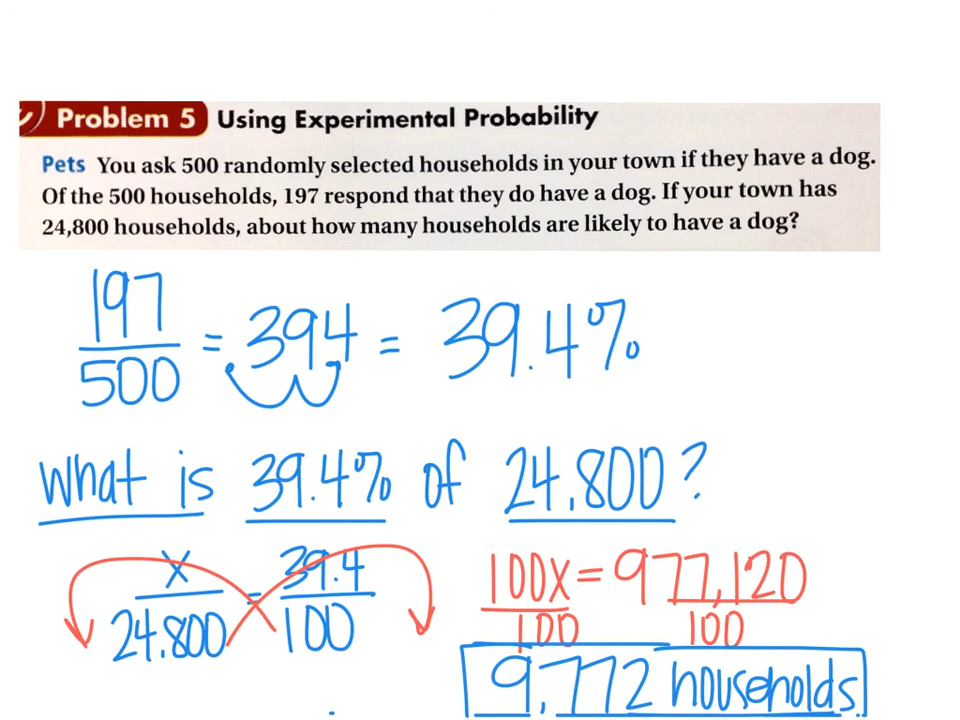 Problem 5 Using Experimental Probability
Pets You ask 500 randomly selected households in your town if they have a dog.
Of the 500 households, 197 respond that they do have a dog. If your town has
24,800 households, about how many households are likely to have a dog?
197
500
= .394 = 39.4%
What is 39.4% of 24,800?
x
24,800
=
39.4
100
100x = 977,120
100 100
9,772 households